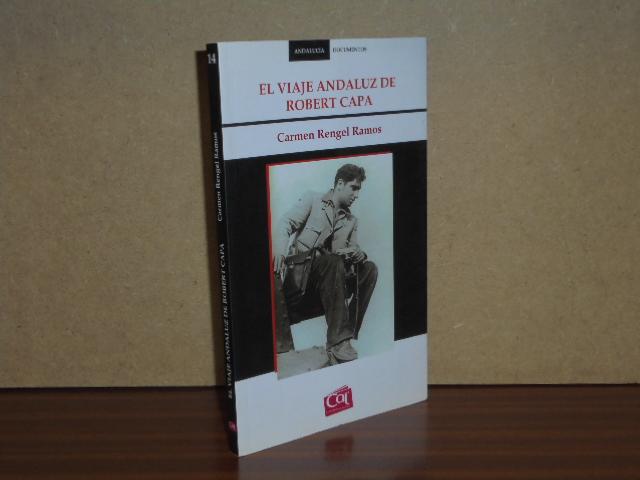 ANDALUCÍA DOCUMENTOS
EL VIAJE ANDALUZ DE
ROBERT CAPA
Carmen Rengel Ramos
14
Carmen Rengel Ramos
EL VIAJE ANDALUZ DE ROBERT CAPA